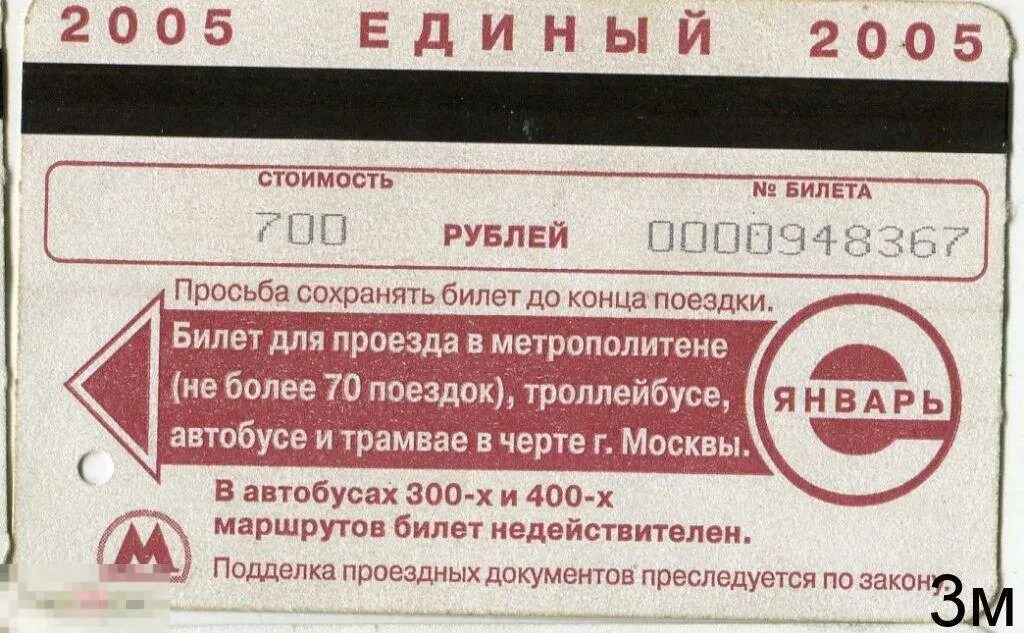 2005 ЕДИНЫЙ 2005
СТОИМОСТЬ № БИЛЕТА
700 РУБЛЕЙ 0000948367
Просьба сохранять билет до конца поездки.
Билет для проезда в метрополитене
(не более 70 поездок), троллейбусе,
автобусе и трамвае в черте г. Москвы.
ЯНВАРЬ
В автобусах 300-х и 400-х
маршрутов билет недействителен.
М
Подделка проездных документов преследуется по закону.
3м